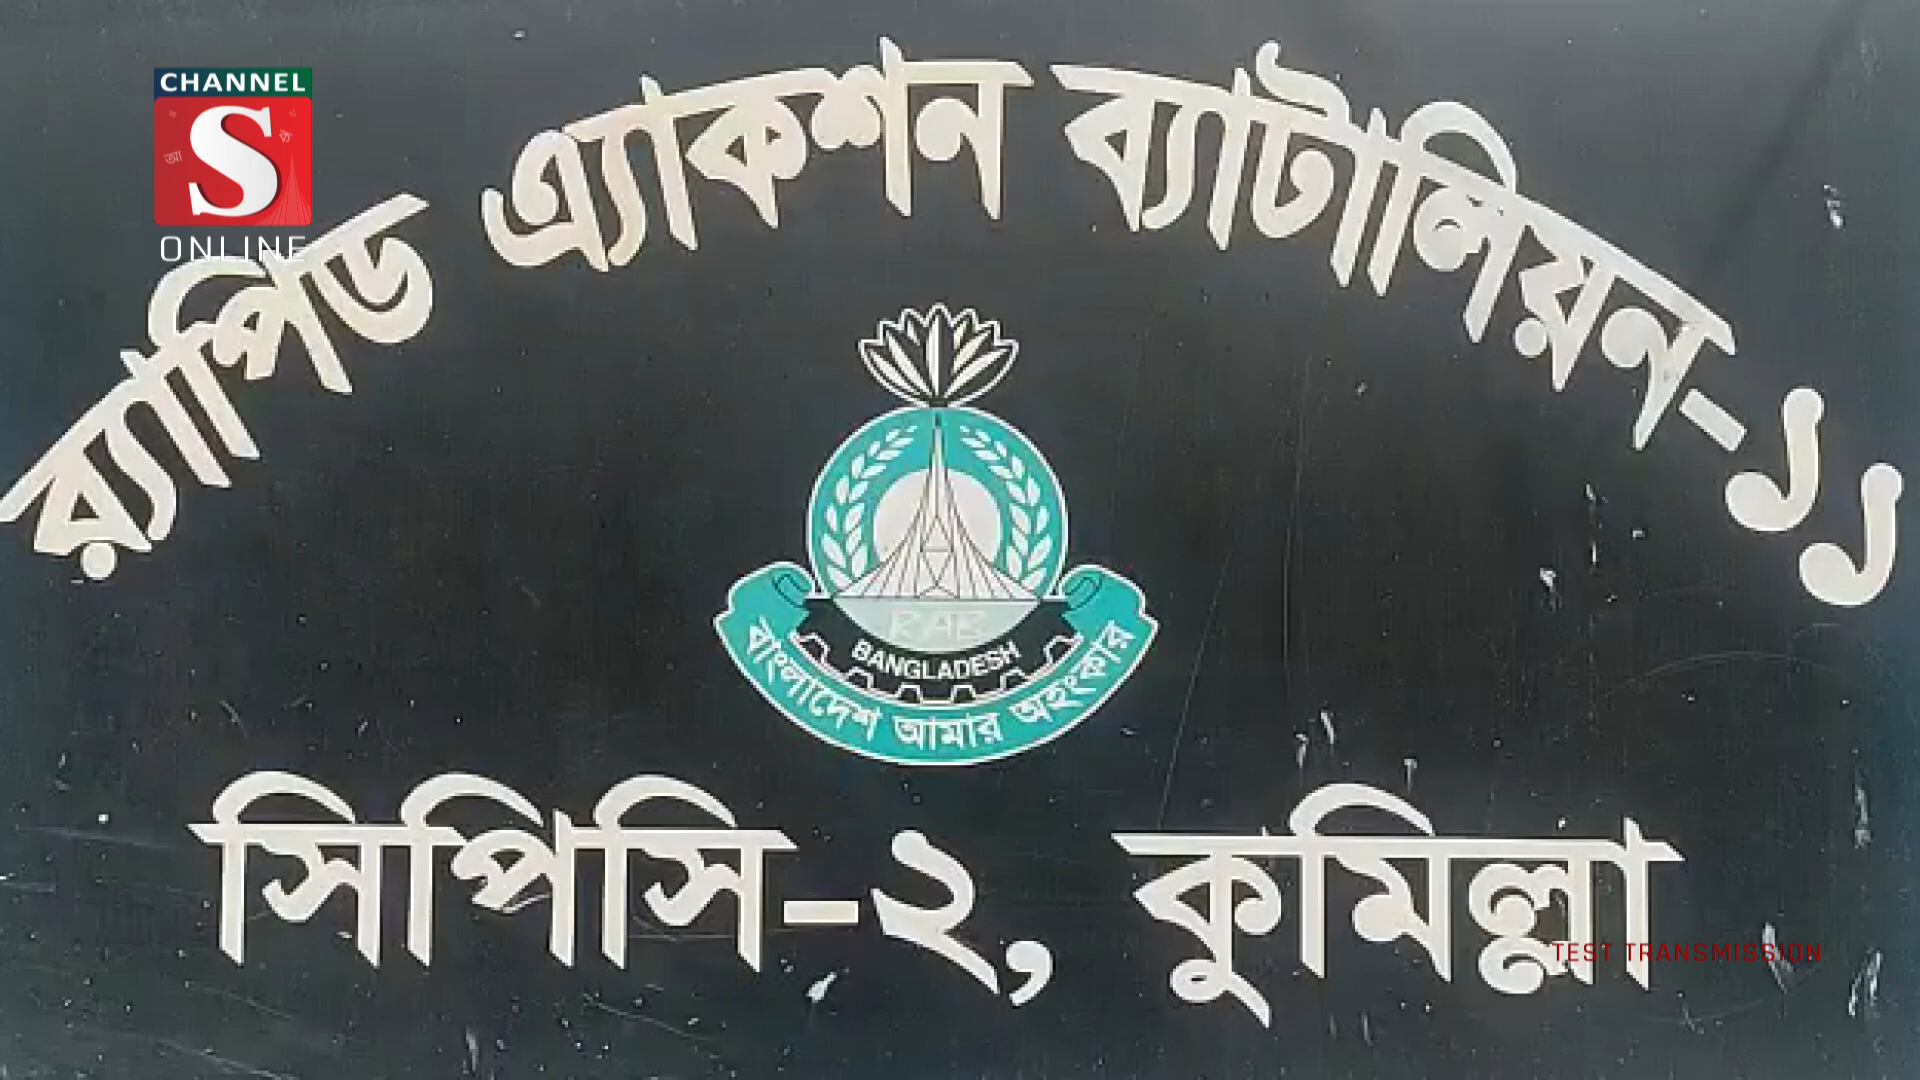 CHANNEL
S
ONLINE
র‍্যাপিড এ্যাকশন ব্যাটালিয়ন-১১
RAB
BANGLADESH
বাংলাদেশ আমার অহংকার
সিপিসি-২, কুমিল্লা
TEST TRANSMISSION